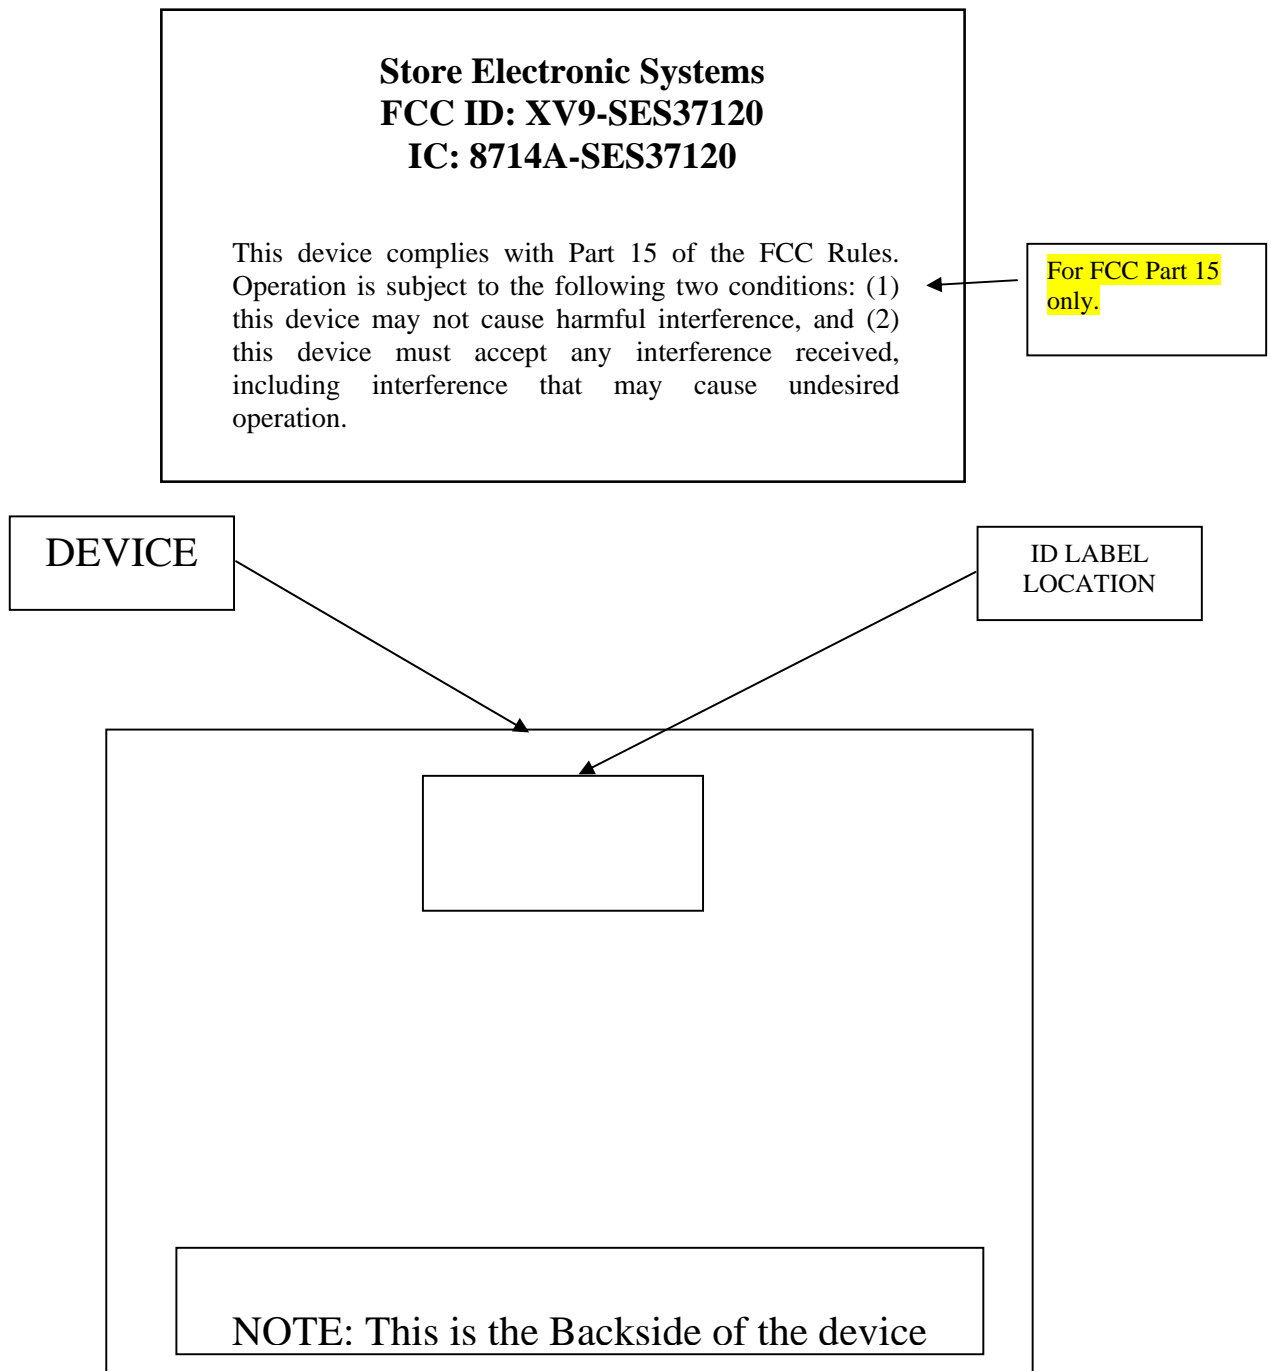 Store Electronic Systems
FCC ID: XV9-SES37120
IC: 8714A-SES37120
This device complies with Part 15 of the FCC Rules.
Operation is subject to the following two conditions: (1)
this device may not cause harmful interference, and (2)
this device must accept any interference received,
including interference that may cause undesired
operation.
For FCC Part 15
only.
DEVICE
ID LABEL
LOCATION
NOTE: This is the Backside of the device